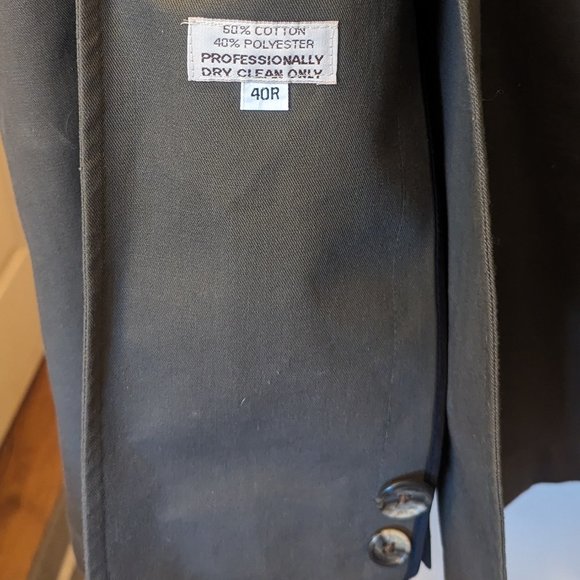 60% COTTON
40% POLYESTER
PROFESSIONALLY
DRY CLEAN ONLY
40R